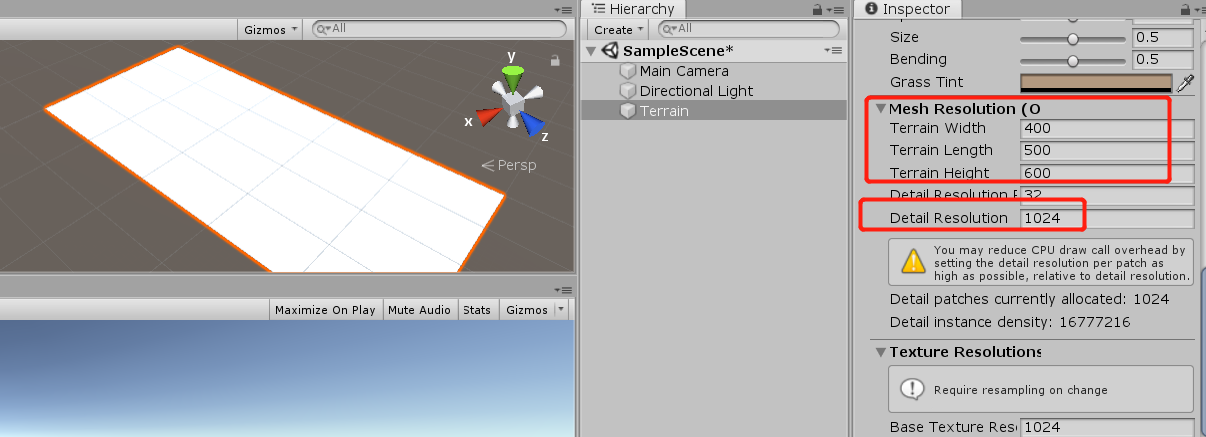 Gizmos
All
y
x
z
Persp
Maximize On Play
Mute Audio
Stats
Gizmos
Hierarchy
Create
All
SampleScene*
Main Camera
Directional Light
Terrain
Inspector
Size 0.5
Bending 0.5
Grass Tint
Mesh Resolution (O
Terrain Width 400
Terrain Length 500
Terrain Height 600
Detail Resolution P 32
Detail Resolution 1024
You may reduce CPU draw call overhead by
setting the detail resolution per patch as
high as possible, relative to detail resolution.
Detail patches currently allocated: 1024
Detail instance density: 16777216
Texture Resolutions
Require resampling on change
Base Texture Res 1024